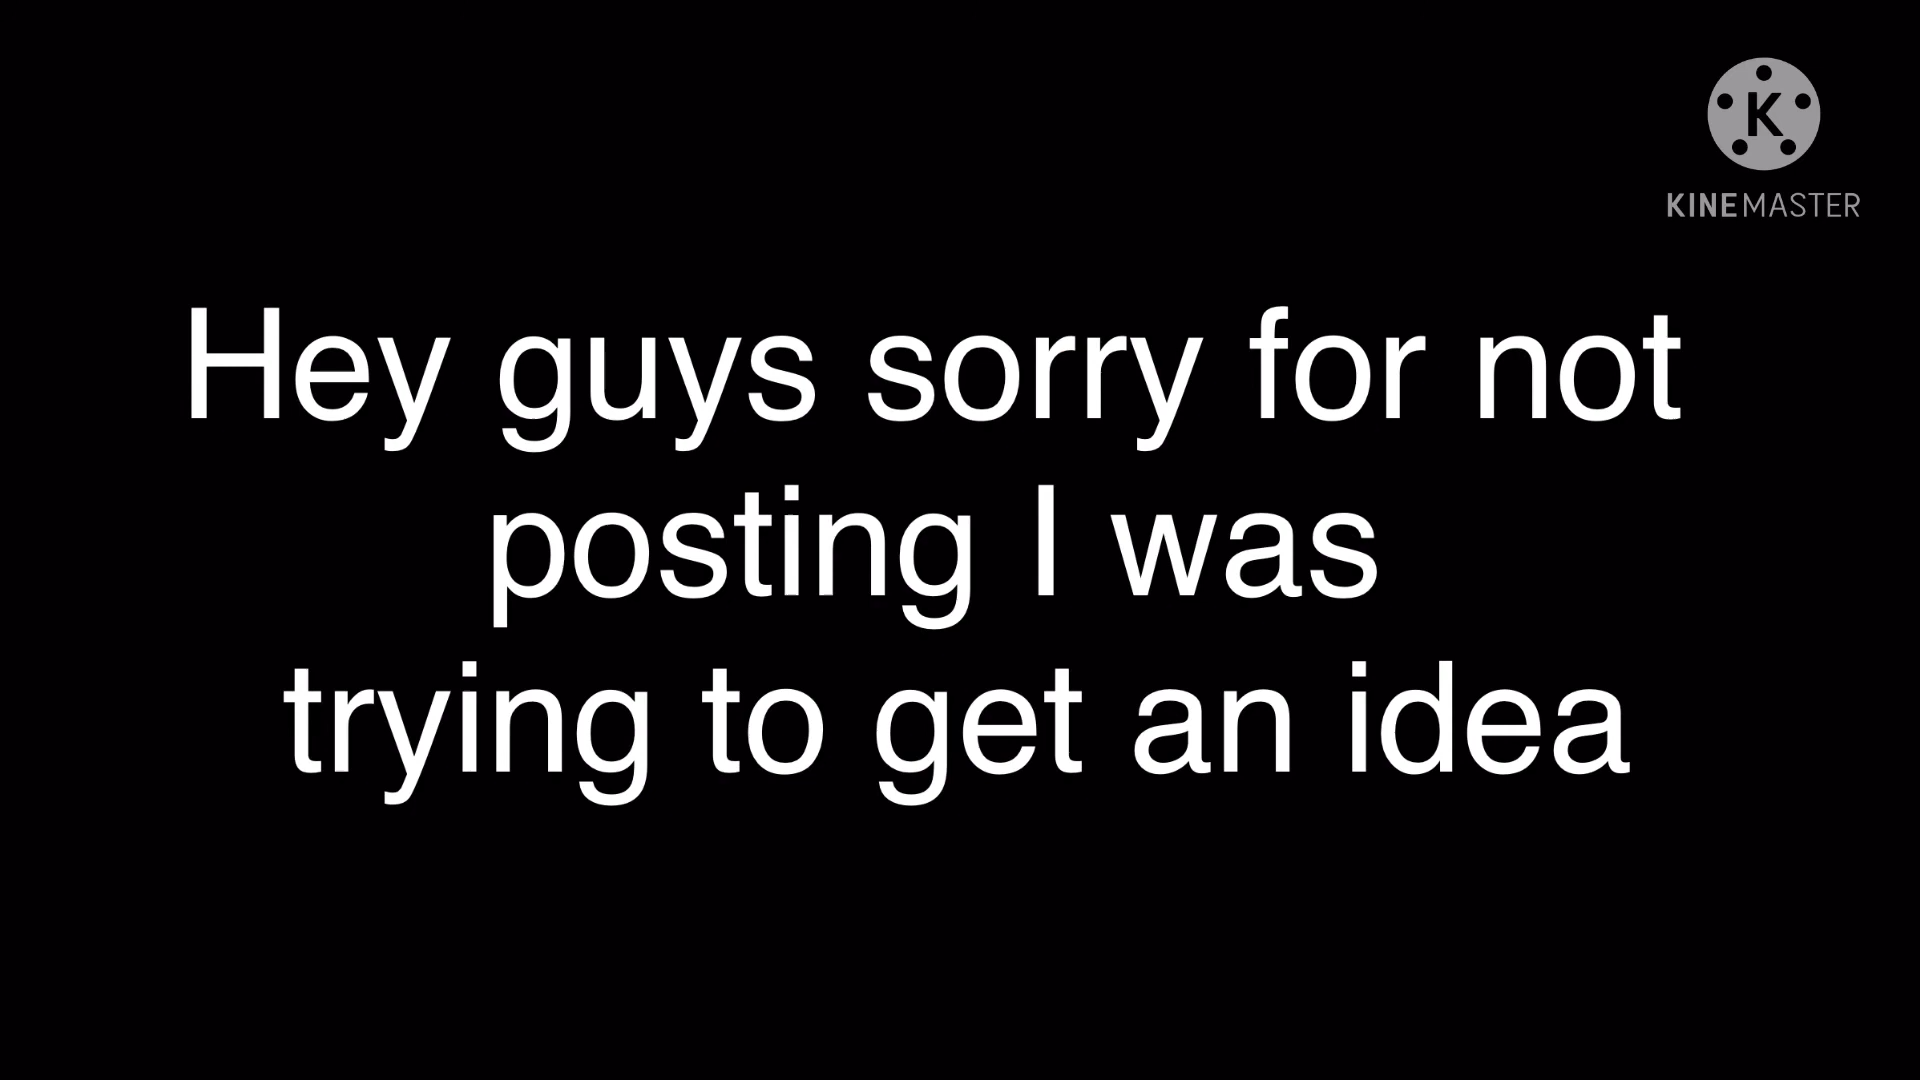 K
KINEMASTER
Hey guys sorry for not
posting I was
trying to get an idea